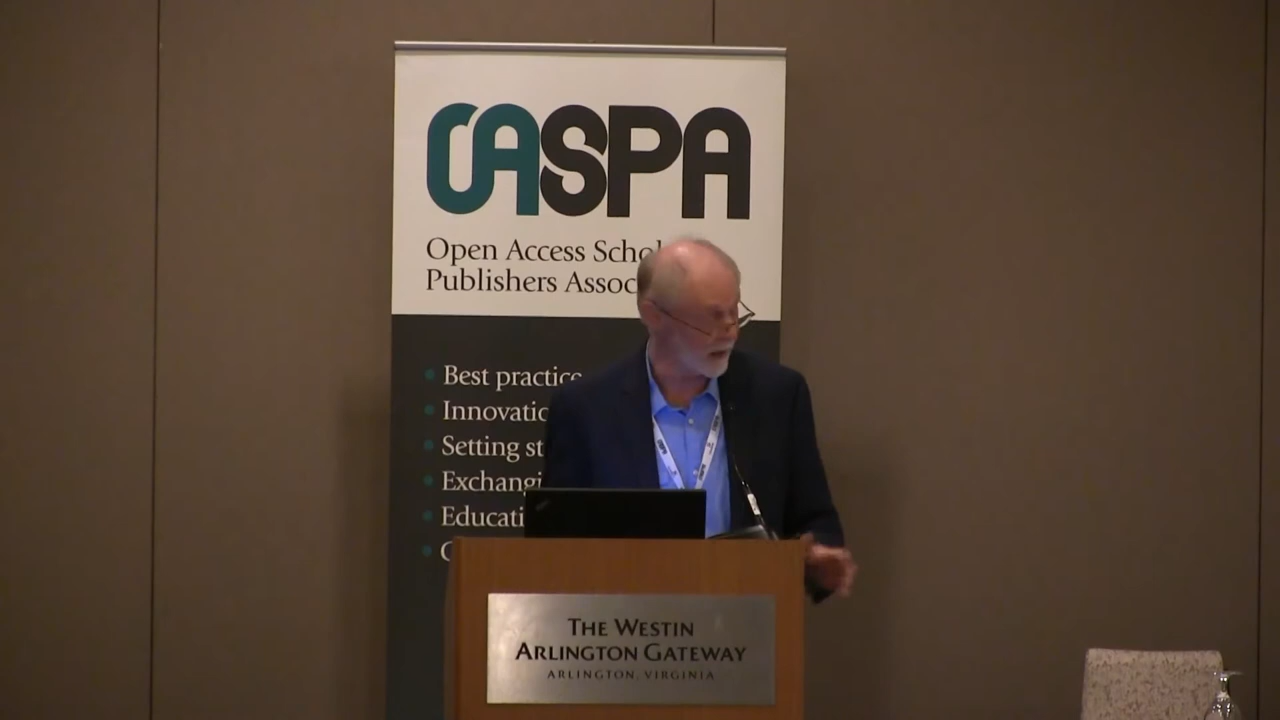 OASPA
Open Access Schol
Publishers Assoc
Best practice
Innovatio
Setting st
Exchangi
Educati
C
THE WESTIN
ARLINGTON GATEWAY
ARLINGTON, VIRGINIA